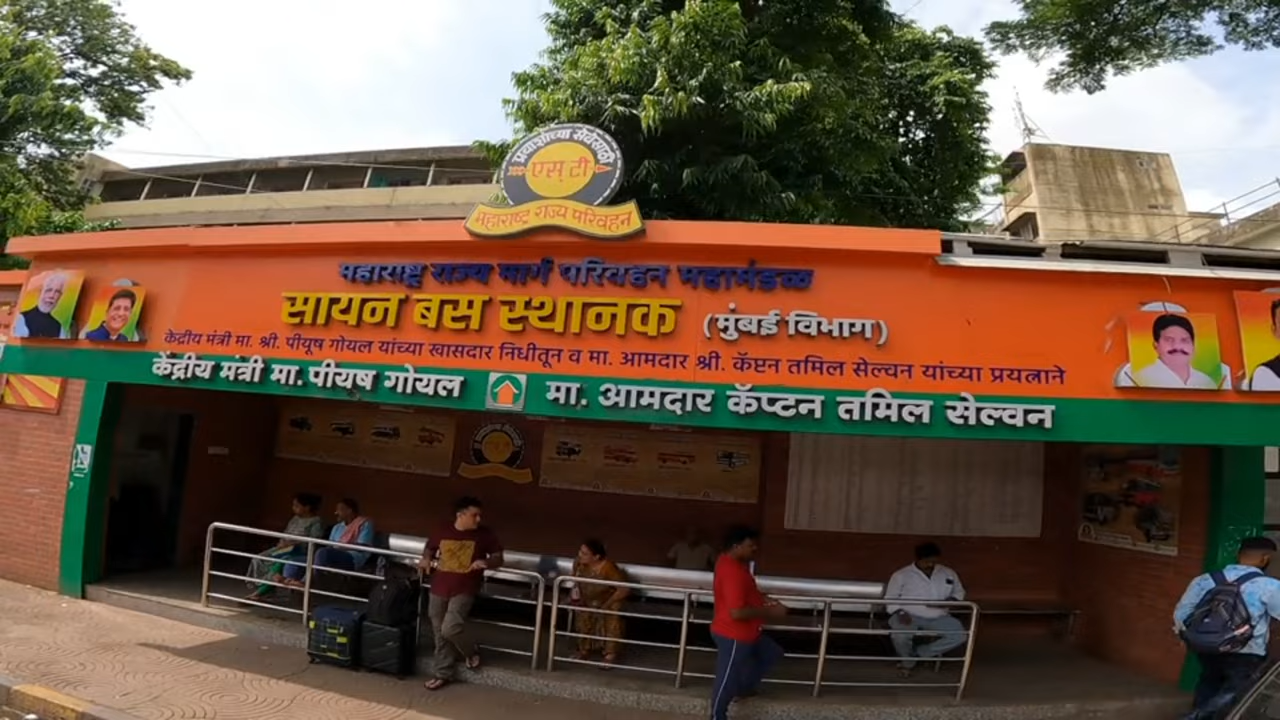 प्रवाशांच्या सेवेसाठी
एस् टी
महाराष्ट्र राज्य परिवहन
महाराष्ट्र राज्य मार्ग परिवहन महामंडळ
सायन बस स्थानक (मुंबई विभाग)
केद्रीय मंत्री मा. श्री. पीयूष गोयल यांच्या खासदार निधीतून व मा. आमदार श्री. कॅप्टन तमिल सेल्वन यांच्या प्रयत्नाने
केंद्रीय मंत्री मा. पीयष गोयल मा. आमदार कॅप्टन तमिल सेल्वन